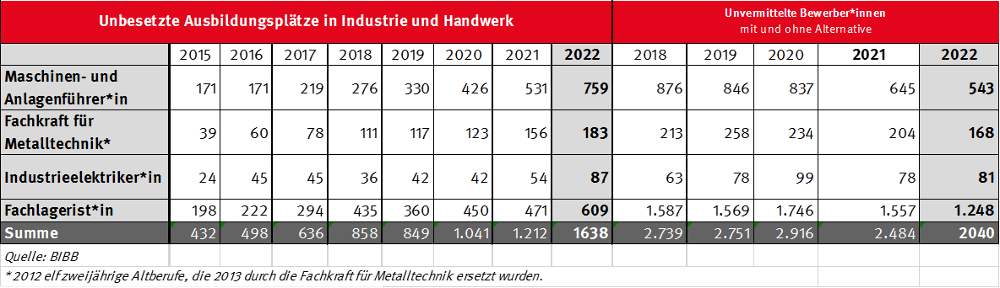 Unbesetzte Ausbildungsplätze in Industrie und Handwerk
Unvermittelte Bewerber*innen
mit und ohne Alternative
2015 2016 2017 2018 2019 2020 2021 2022 2018 2019 2020 2021 2022
Maschinen- und
Anlagenführer*in 171 171 219 276 330 426 531 759 876 846 837 645 543
Fachkraft für
Metalltechnik* 39 60 78 111 117 123 156 183 213 258 234 204 168
Industrieelektriker*in 24 45 45 36 42 42 54 87 63 78 99 78 81
Fachlagerist*in 198 222 294 435 360 450 471 609 1.587 1.569 1.746 1.557 1.248
Summe 432 498 636 858 849 1.041 1.212 1638 2.739 2.751 2.916 2.484 2040
Quelle: BIBB
*2012 elf zweijährige Altberufe, die 2013 durch die Fachkraft für Metalltechnik ersetzt wurden.